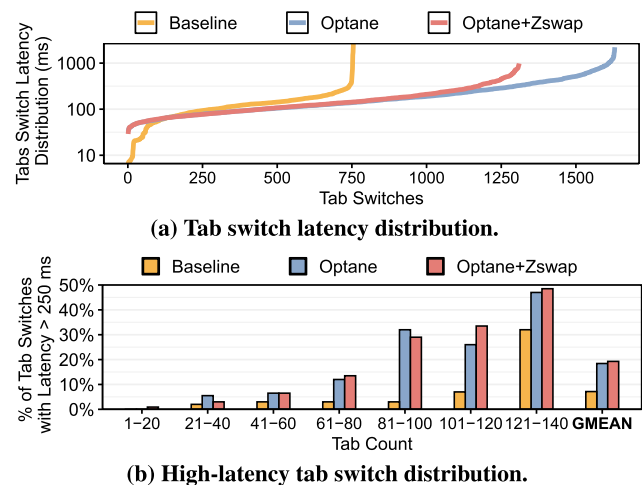 Baseline Optane Optane+Zswap
Tabs Switch Latency
Distribution (ms)
1000
100
10
0 250 500 750 1000 1250 1500
Tab Switches
(a) Tab switch latency distribution.
Baseline Optane Optane+Zswap
% of Tab Switches
with Latency > 250 ms
50%
40%
30%
20%
10%
0%
1−20 21−40 41−60 61−80 81−100 101−120 121−140 GMEAN
Tab Count
(b) High-latency tab switch distribution.